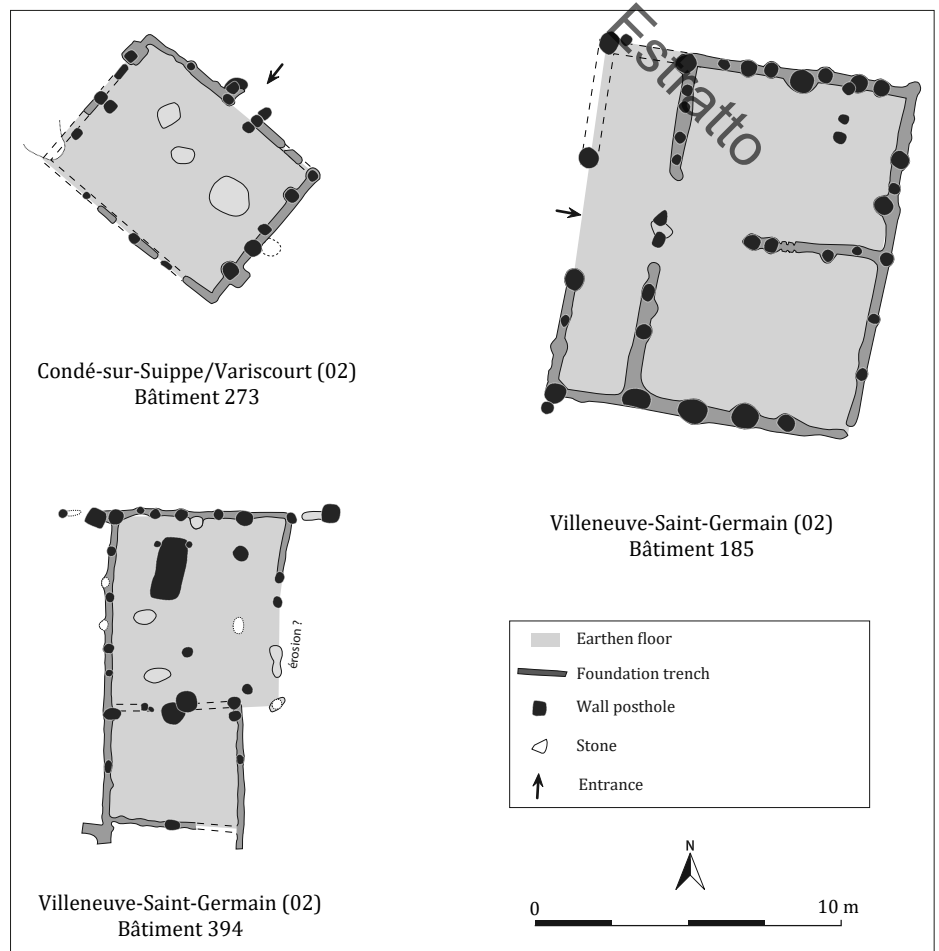 Estratto
Condé-sur-Suippe/Variscourt (02)
Bâtiment 273
Villeneuve-Saint-Germain (02)
Bâtiment 185
érosion ?
Villeneuve-Saint-Germain (02)
Bâtiment 394
Earthen floor
Foundation trench
Wall posthole
Stone
Entrance
N
0 10 m